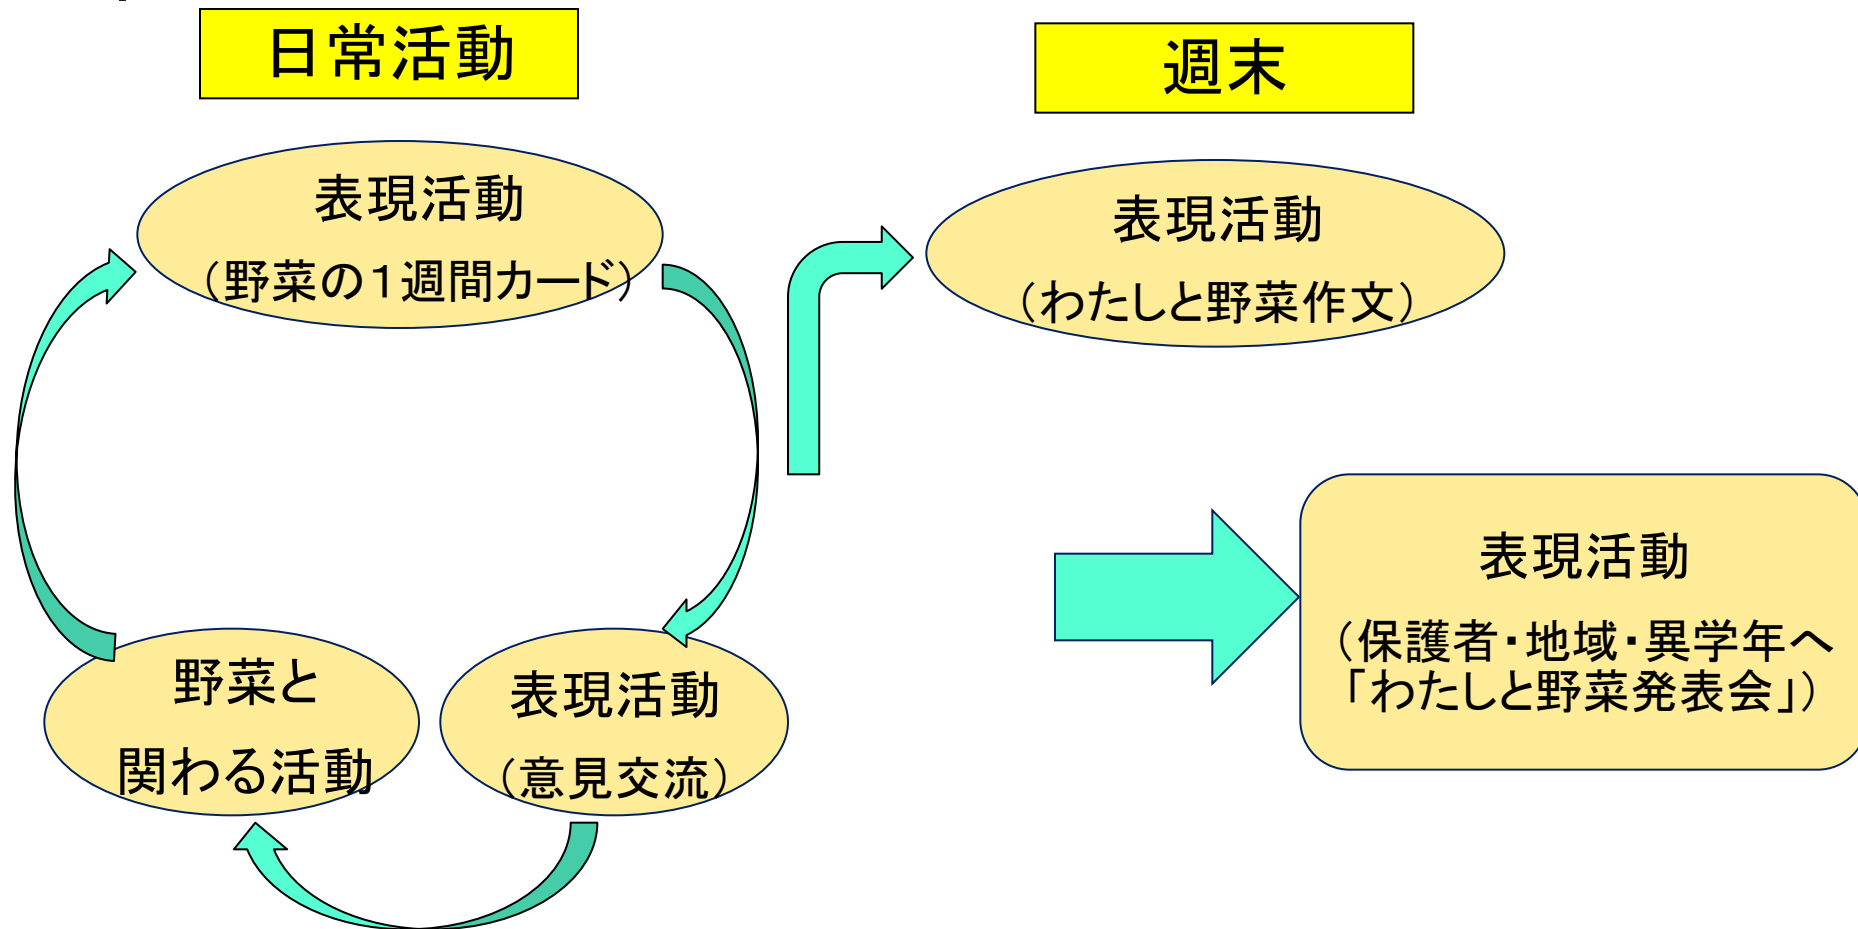 日常活動
週末
表現活動
（野菜の１週間カード）
表現活動
（わたしと野菜作文）
野菜と
関わる活動
表現活動
（意見交流）
表現活動
（保護者・地域・異学年へ
「わたしと野菜発表会」）